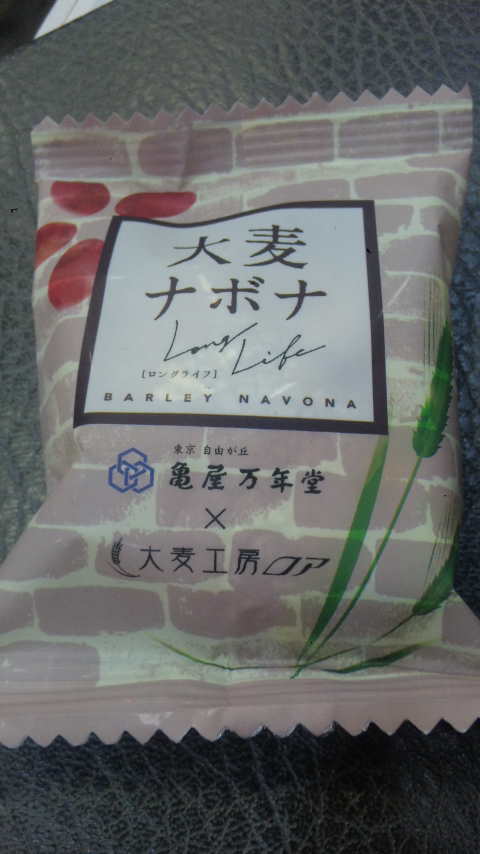 大麦
ナボナ
Long Life
[ロングライフ]
BARLEY NAVONA
東京 自由が丘
亀屋万年堂
×
大麦工房ロア